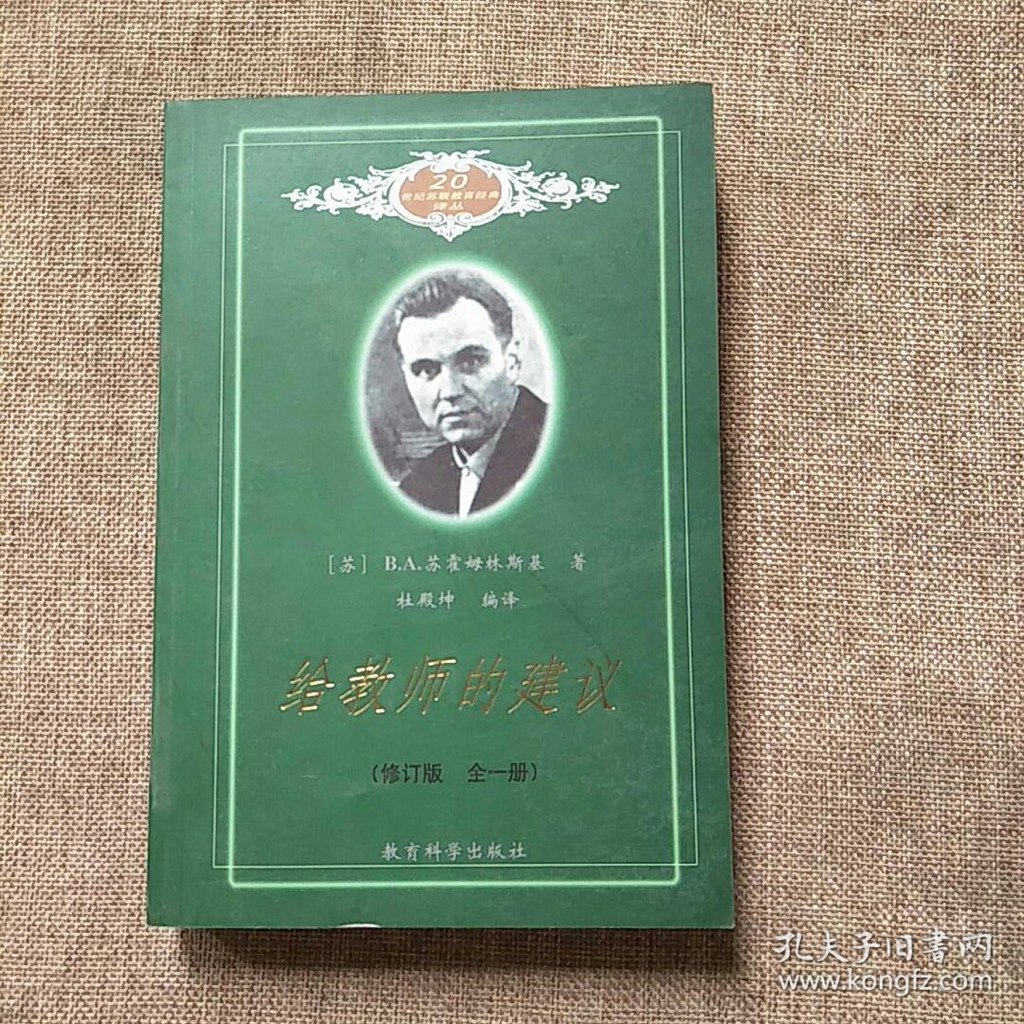 20
世纪苏联教育经典
译丛
[苏] B.A.苏霍姆林斯基 著
杜殿坤 编译
给教师的建议
(修订版 全一册)
教育科学出版社
孔夫子旧书网
www.kongfz.com